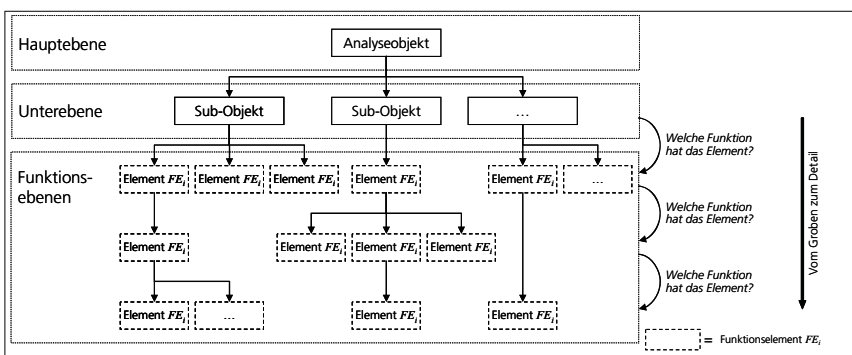 Hauptebene
Analyseobjekt
Unterebene
Sub-Objekt
Sub-Objekt
...
Welche Funktion
hat das Element?
Funktions-
ebenen
Element FEi
Element FEi
Element FEi
Element FEi
Element FEi
...
Welche Funktion
hat das Element?
Element FEi
Element FEi
Element FEi
Element FEi
Welche Funktion
hat das Element?
Element FEi
...
Element FEi
Element FEi
Vom Groben zum Detail
= Funktionselement FEi